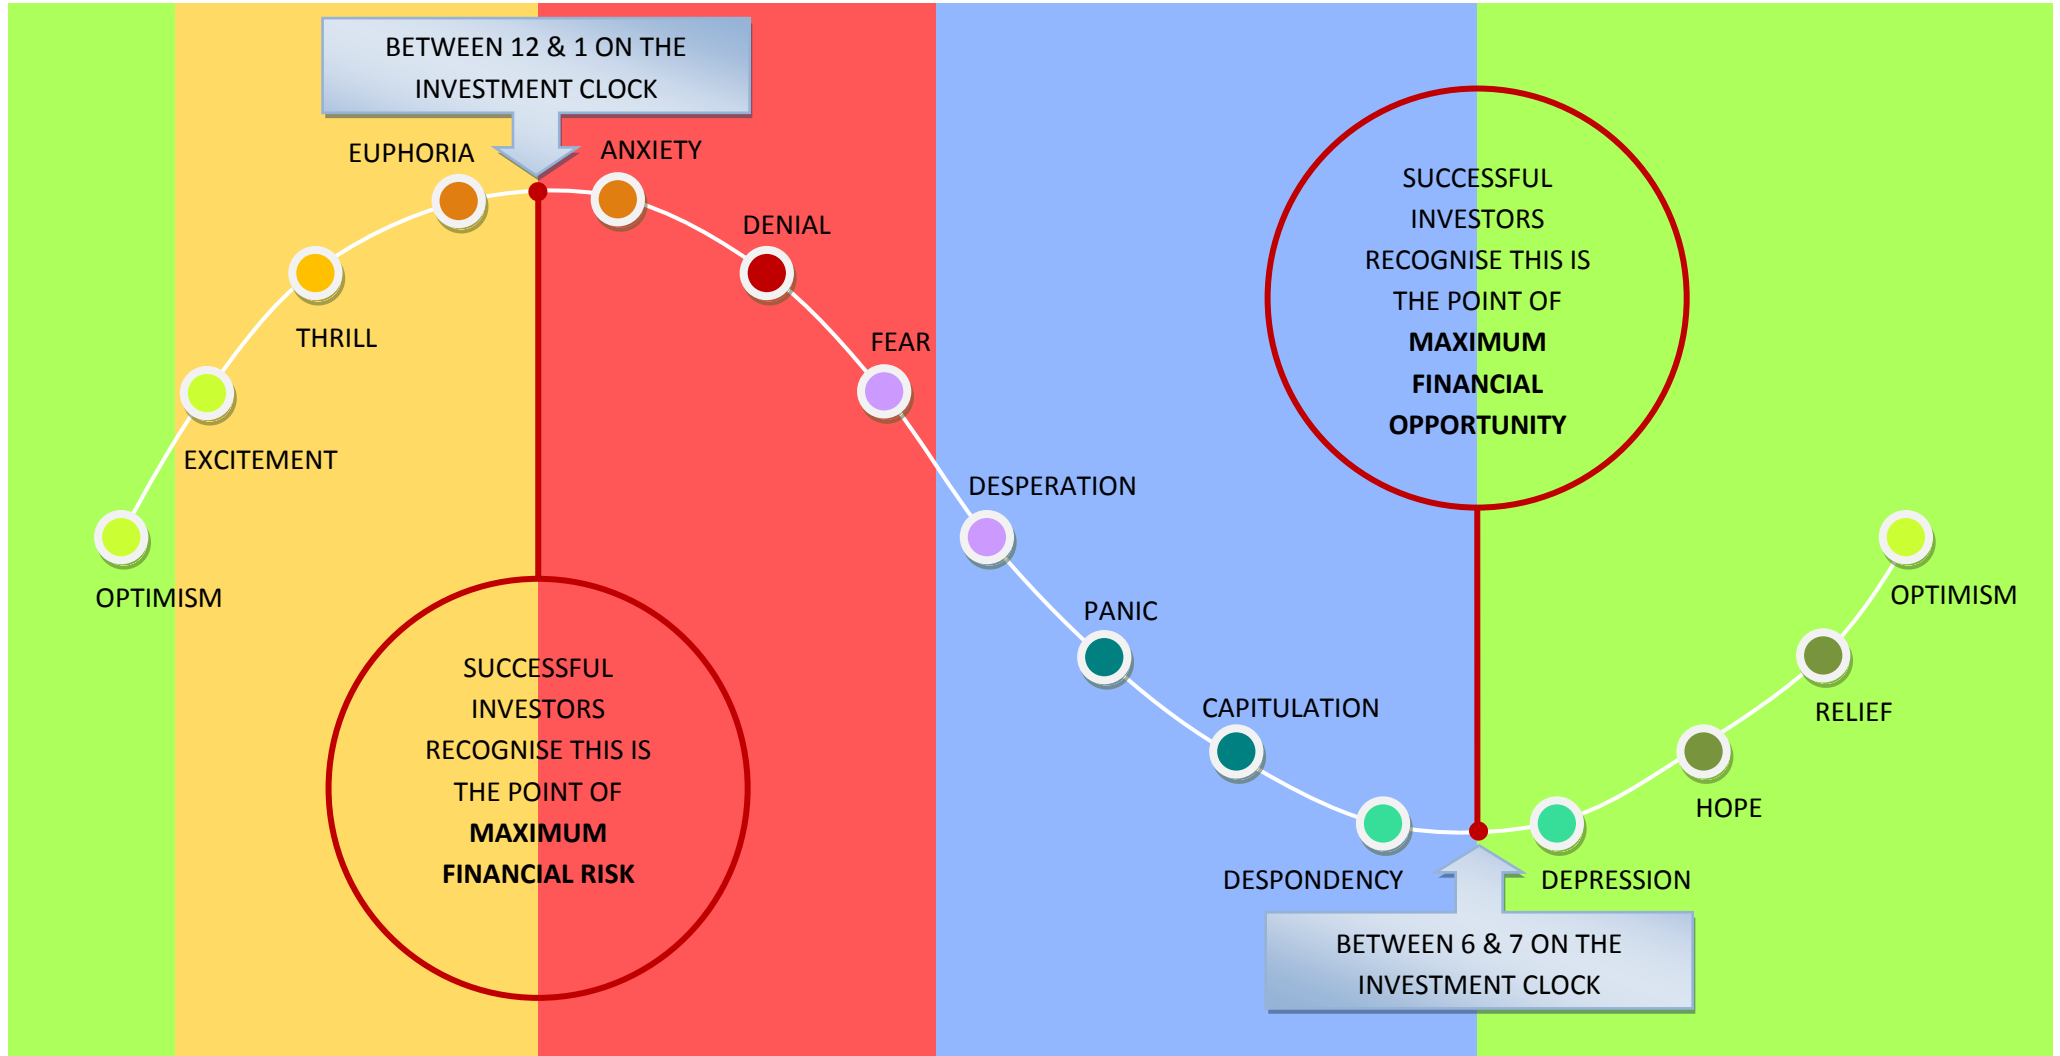 BETWEEN 12 & 1 ON THE
INVESTMENT CLOCK
EUPHORIA
ANXIETY
DENIAL
THRILL
FEAR
EXCITEMENT
DESPERATION
OPTIMISM
PANIC
CAPITULATION
SUCCESSFUL
INVESTORS
RECOGNISE THIS IS
THE POINT OF
MAXIMUM
FINANCIAL RISK
SUCCESSFUL
INVESTORS
RECOGNISE THIS IS
THE POINT OF
MAXIMUM
FINANCIAL
OPPORTUNITY
OPTIMISM
RELIEF
HOPE
DESPONDENCY
DEPRESSION
BETWEEN 6 & 7 ON THE
INVESTMENT CLOCK